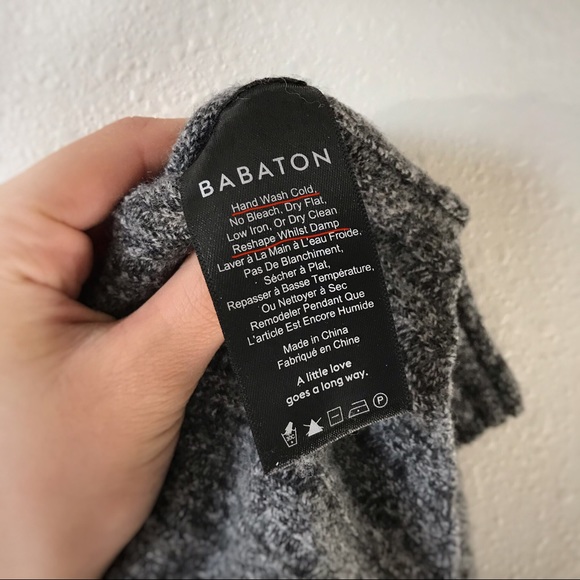 BABATON
Hand Wash Cold,
No Bleach, Dry Flat,
Low Iron, Or Dry Clean
Reshape Whilst Damp
Laver à La Main à L'eau Froide,
Pas De Blanchiment,
Sécher à Plat,
Repasser à Basse Température,
Ou Nettoyer à Sec
Remodeler Pendant Que
L'article Est Encore Humide
Made in China
Fabriqué en Chine
A little love
goes a long way.
30C
P